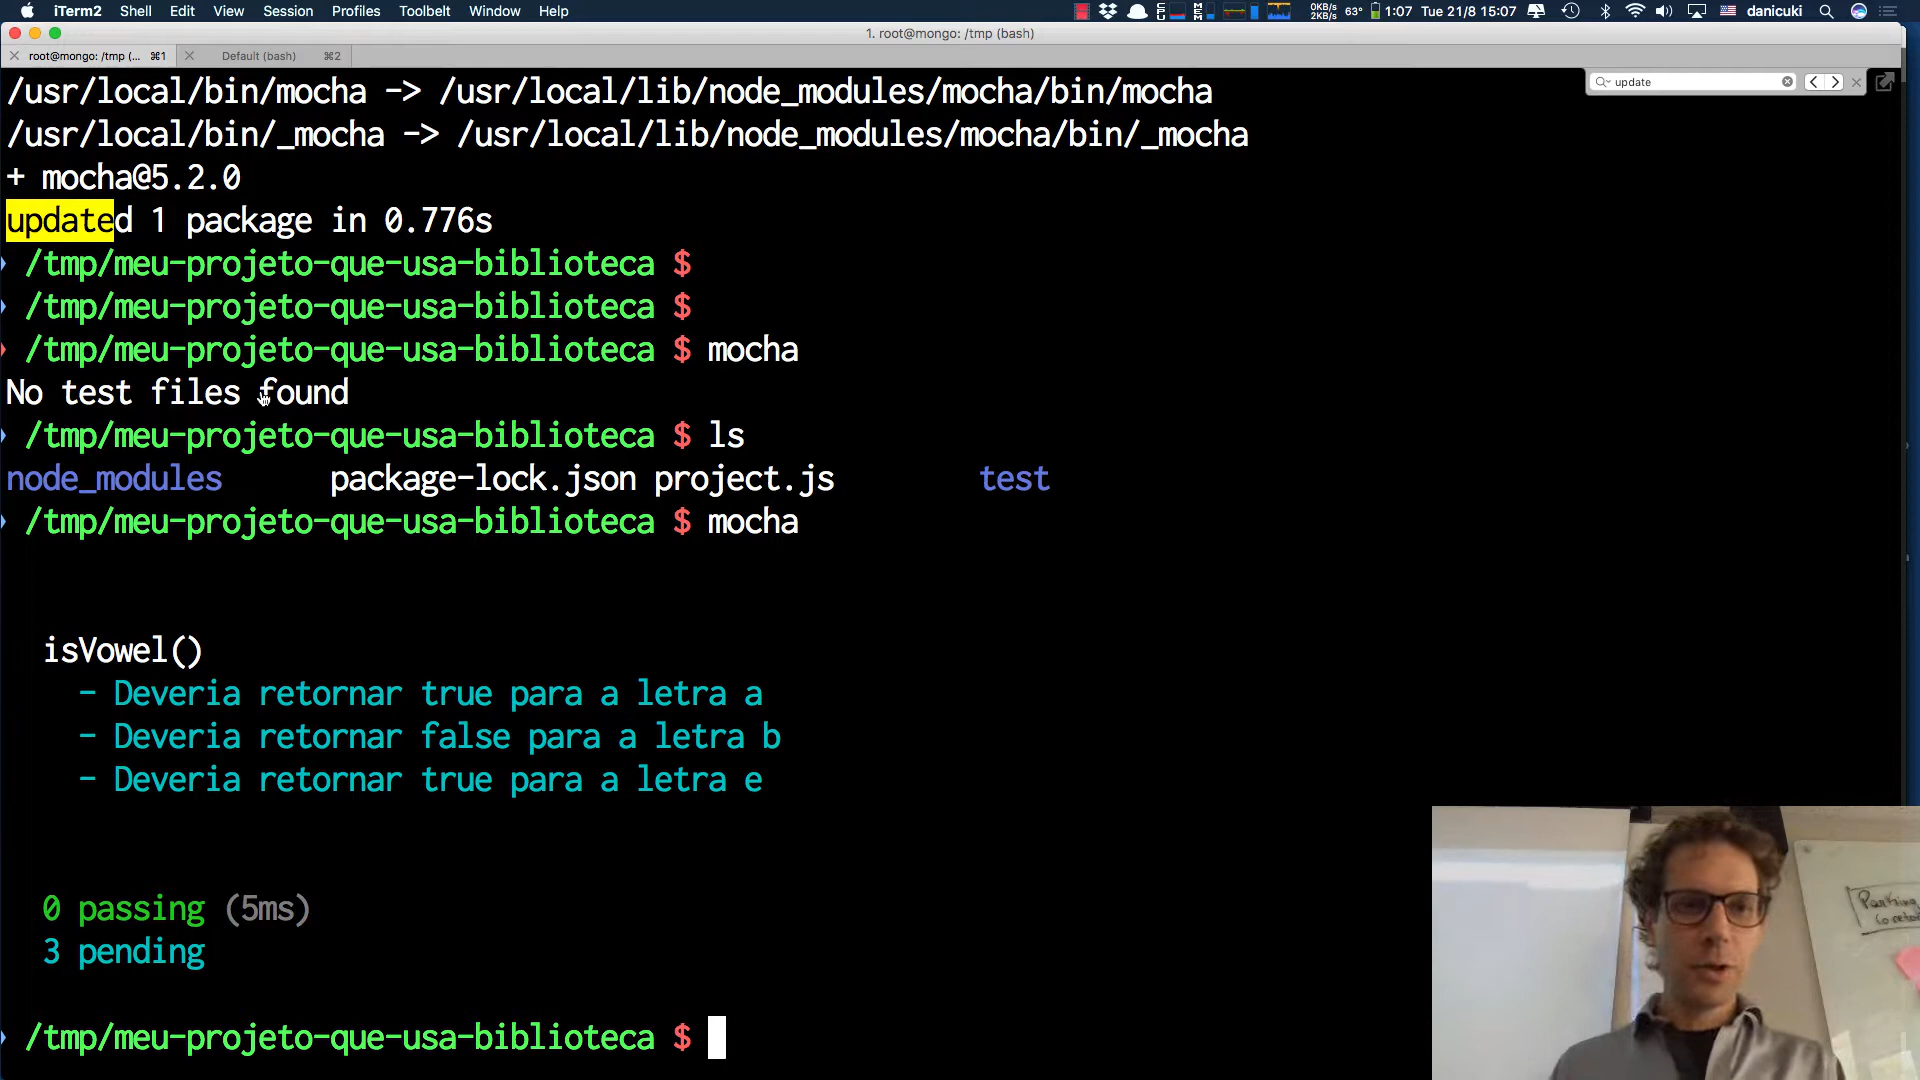 iTerm2 Shell Edit View Session Profiles Toolbelt Window Help 0KB/s 2KB/s 63° 1:07 Tue 21/8 15:07 danicuki
1. root@mongo: /tmp (bash)
root@mongo: /tmp (... ⌘1 Default (bash) ⌘2
update
/usr/local/bin/mocha -> /usr/local/lib/node_modules/mocha/bin/mocha
/usr/local/bin/_mocha -> /usr/local/lib/node_modules/mocha/bin/_mocha
+ mocha@5.2.0
updated 1 package in 0.776s
/tmp/meu-projeto-que-usa-biblioteca $
/tmp/meu-projeto-que-usa-biblioteca $
/tmp/meu-projeto-que-usa-biblioteca $ mocha
No test files found
/tmp/meu-projeto-que-usa-biblioteca $ ls
node_modules package-lock.json project.js test
/tmp/meu-projeto-que-usa-biblioteca $ mocha
isVowel()
- Deveria retornar true para a letra a
- Deveria retornar false para a letra b
- Deveria retornar true para a letra e
0 passing (5ms)
3 pending
/tmp/meu-projeto-que-usa-biblioteca $